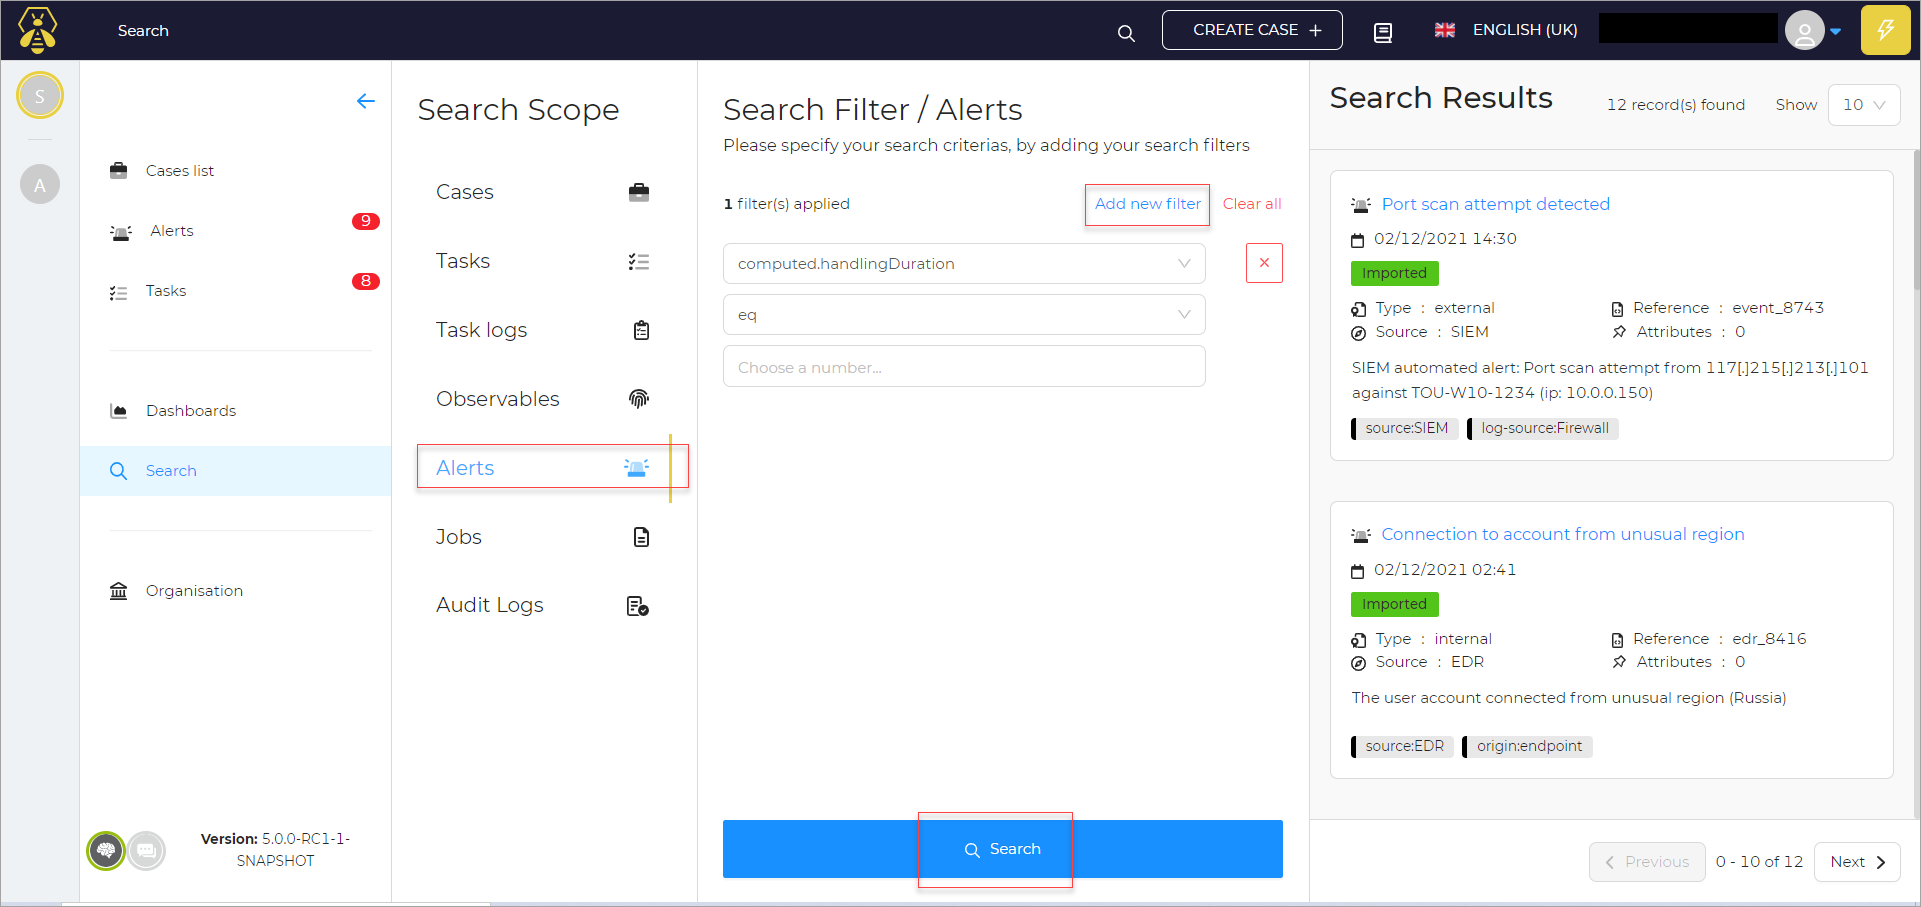 Search
CREATE CASE +
ENGLISH (UK)
S
A
Cases list
Alerts 9
Tasks 8
Dashboards
Search
Organisation
Version: 5.0.0-RC1-1-
SNAPSHOT
Search Scope
Cases
Tasks
Task logs
Observables
Alerts
Jobs
Audit Logs
Search Filter / Alerts
Please specify your search criterias, by adding your search filters
1 filter(s) applied Add new filter Clear all
computed.handlingDuration
eq
Choose a number...
Search
Search Results 12 record(s) found Show 10
Port scan attempt detected
02/12/2021 14:30
Imported
Type : external Reference : event_8743
Source : SIEM Attributes : 0
SIEM automated alert: Port scan attempt from 117[.]215[.]213[.]101
against TOU-W10-1234 (ip: 10.0.0.150)
source:SIEM log-source:Firewall
Connection to account from unusual region
02/12/2021 02:41
Imported
Type : internal Reference : edr_8416
Source : EDR Attributes : 0
The user account connected from unusual region (Russia)
source:EDR origin:endpoint
Previous 0 - 10 of 12 Next